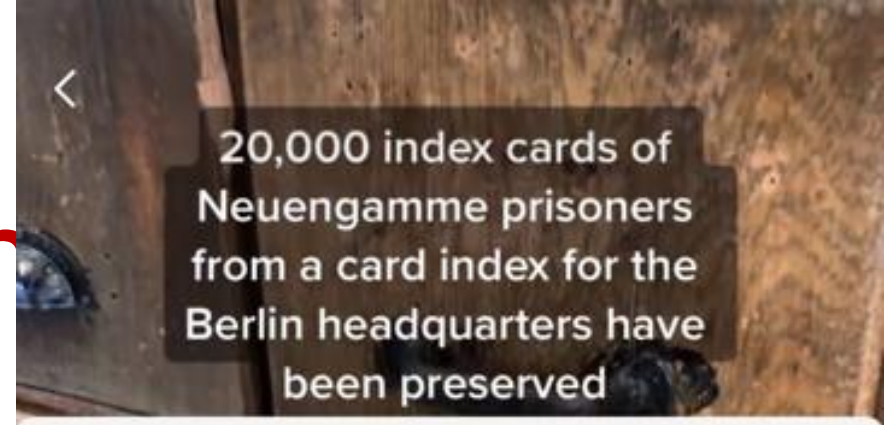 20,000 index cards of
Neuengamme prisoners
from a card index for the
Berlin headquarters have
been preserved